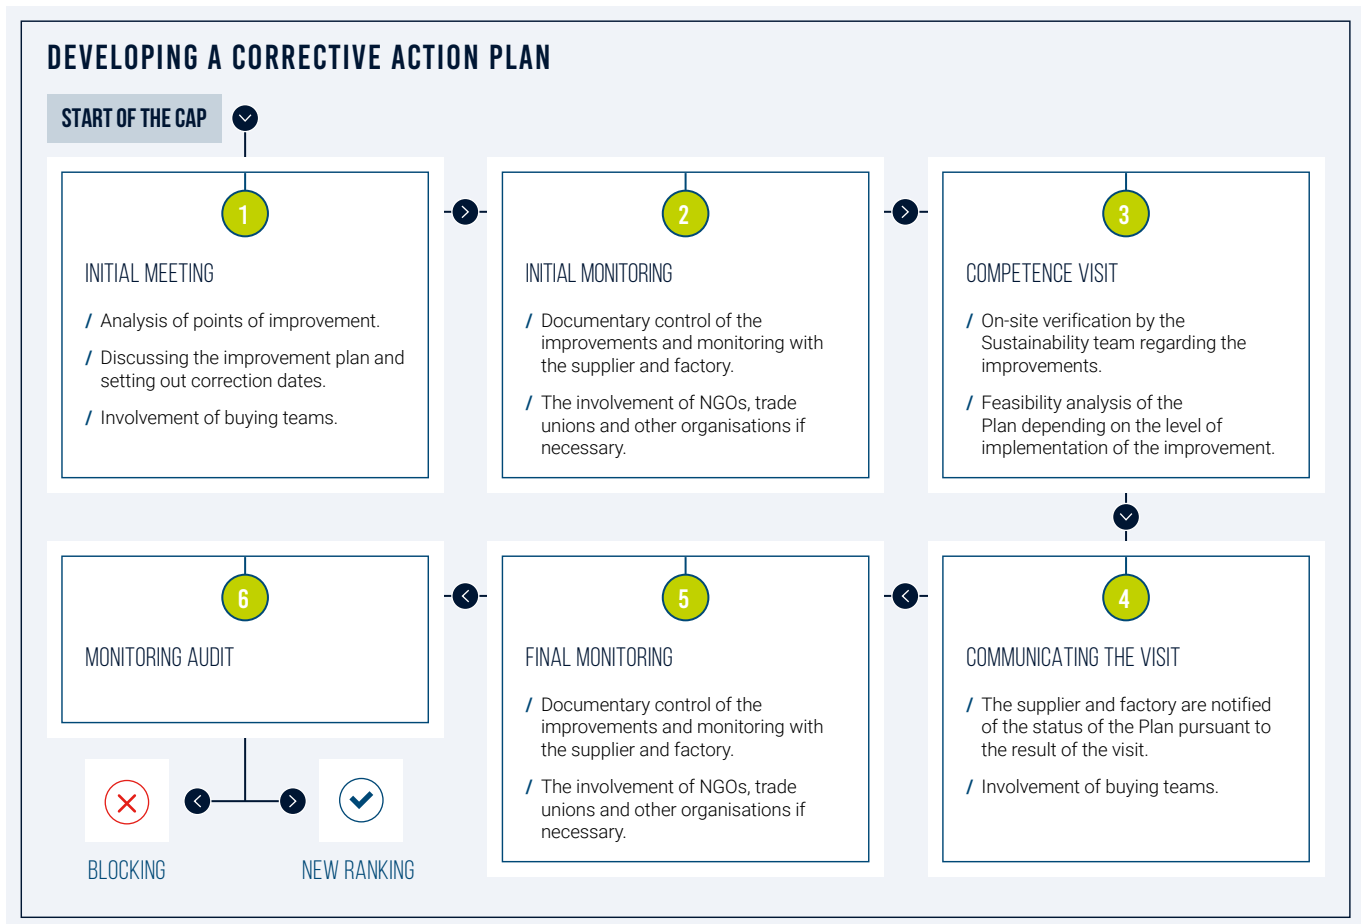 DEVELOPING A CORRECTIVE ACTION PLAN
START OF THE CAP
1
INITIAL MEETING
/ Analysis of points of improvement.
/ Discussing the improvement plan and
setting out correction dates.
/ Involvement of buying teams.
2
INITIAL MONITORING
/ Documentary control of the
improvements and monitoring with
the supplier and factory.
/ The involvement of NGOs, trade
unions and other organisations if
necessary.
3
COMPETENCE VISIT
/ On-site verification by the
Sustainability team regarding the
improvements.
/ Feasibility analysis of the
Plan depending on the level of
implementation of the improvement.
4
COMMUNICATING THE VISIT
/ The supplier and factory are notified
of the status of the Plan pursuant to
the result of the visit.
/ Involvement of buying teams.
5
FINAL MONITORING
/ Documentary control of the
improvements and monitoring with
the supplier and factory.
/ The involvement of NGOs, trade
unions and other organisations if
necessary.
6
MONITORING AUDIT
BLOCKING
NEW RANKING